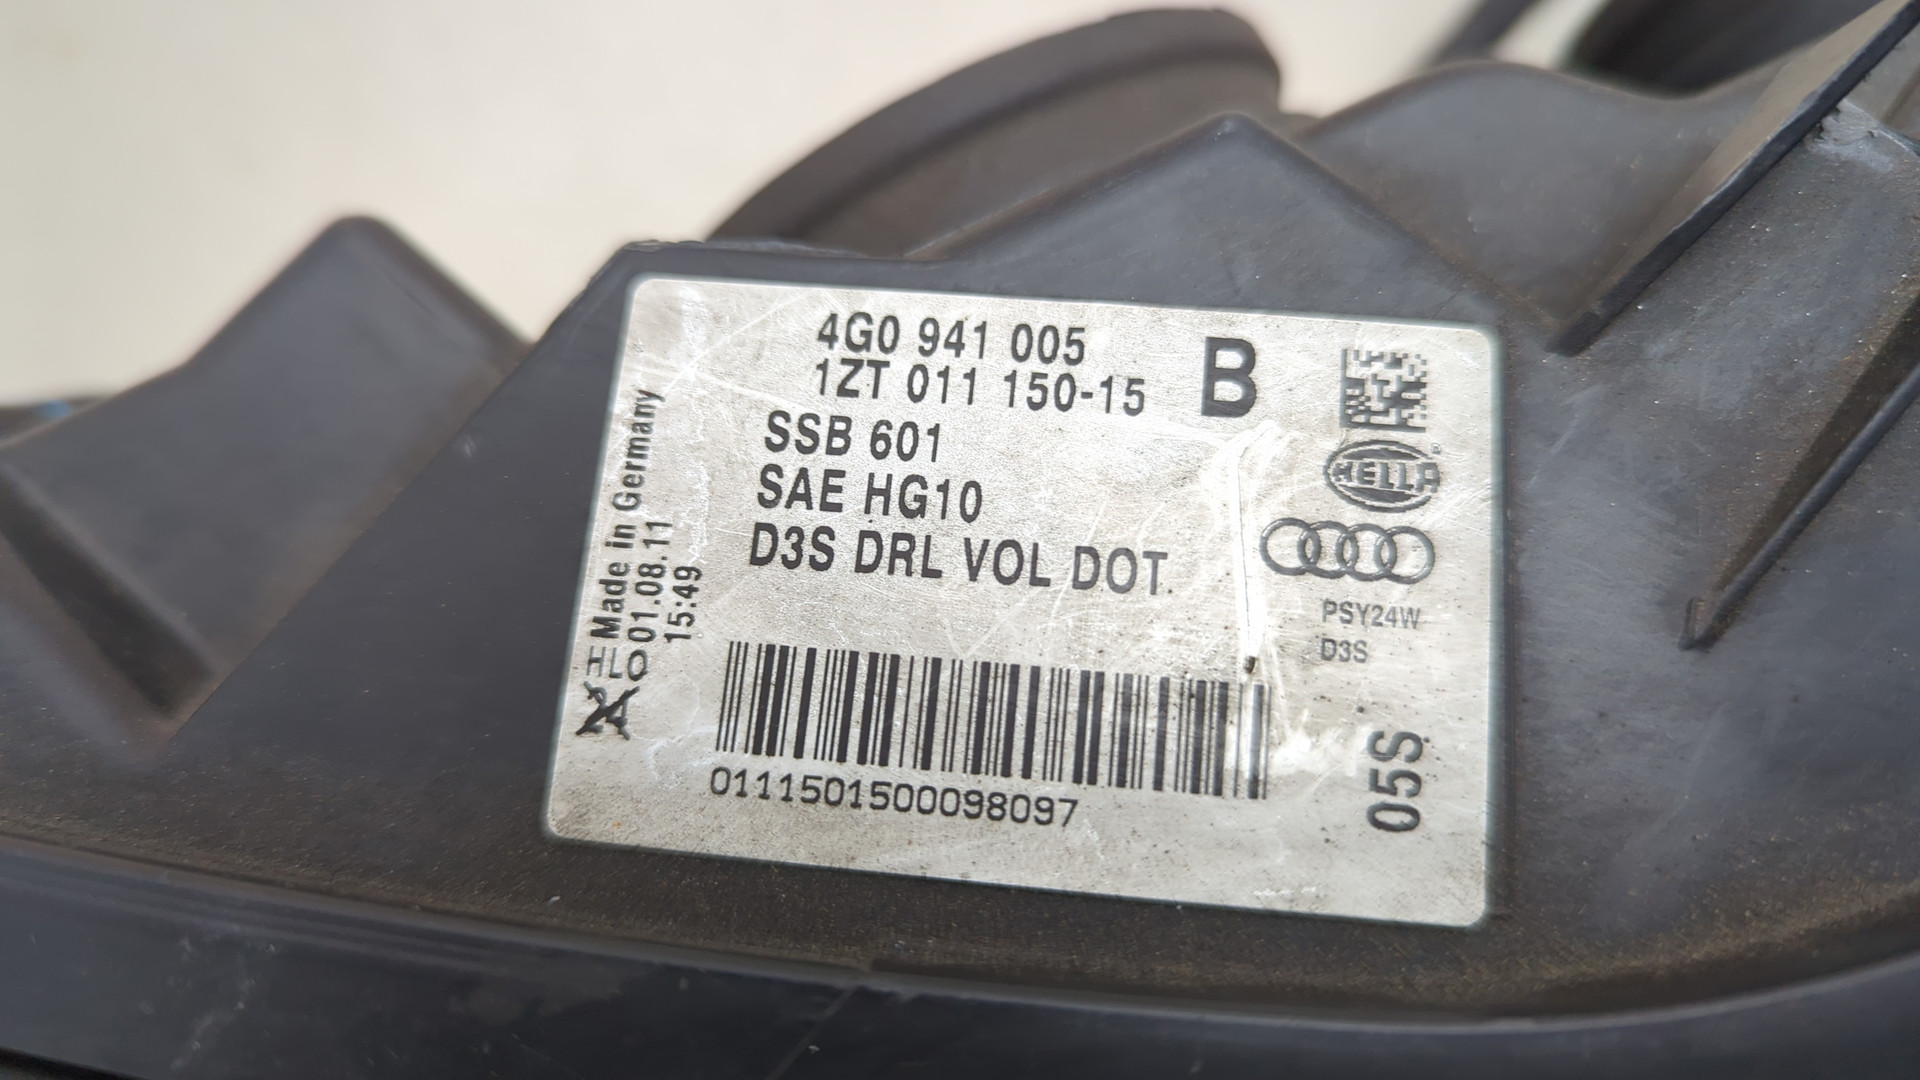 4G0 941 005
1ZT 011 150-15
B
SSB 601
SAE HG10
D3S DRL VOL DOT
HELLA
PSY24W
D3S
05S
Made in Germany
01.08.11
15:49
0111501500098097